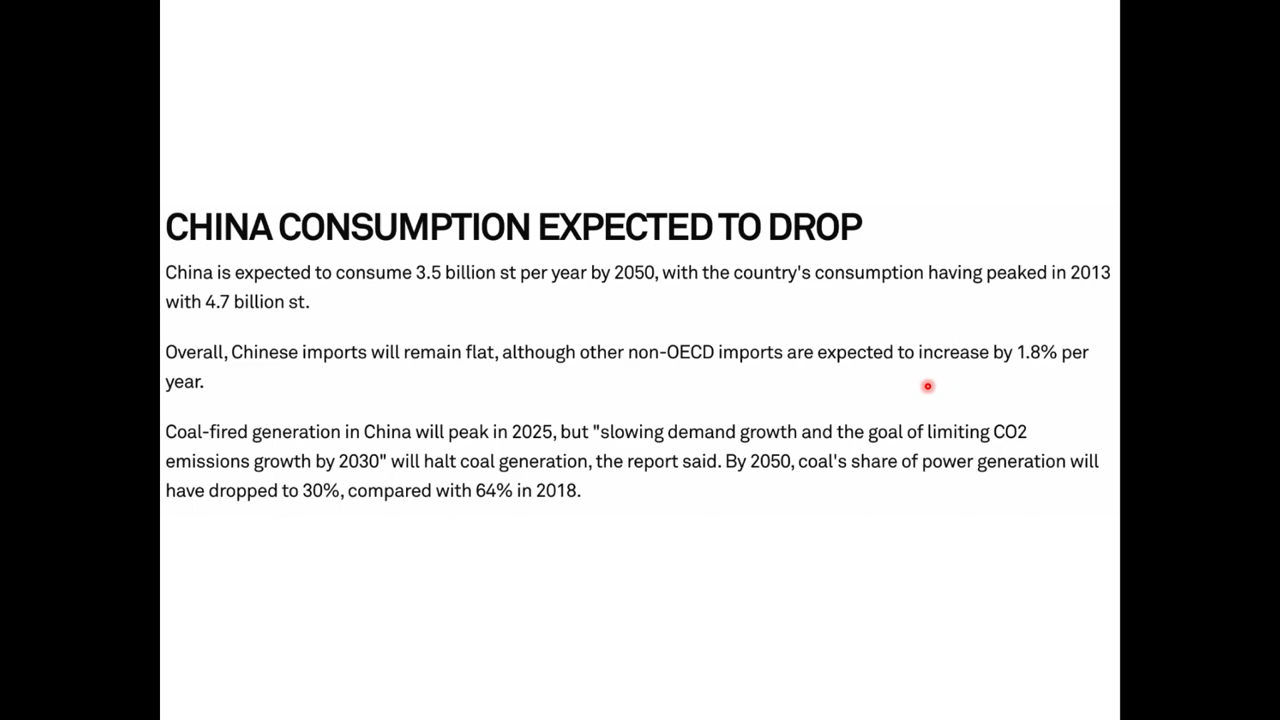 CHINA CONSUMPTION EXPECTED TO DROP
China is expected to consume 3.5 billion st per year by 2050, with the country's consumption having peaked in 2013
with 4.7 billion st.
Overall, Chinese imports will remain flat, although other non-OECD imports are expected to increase by 1.8% per
year.
Coal-fired generation in China will peak in 2025, but "slowing demand growth and the goal of limiting CO2
emissions growth by 2030" will halt coal generation, the report said. By 2050, coal's share of power generation will
have dropped to 30%, compared with 64% in 2018.